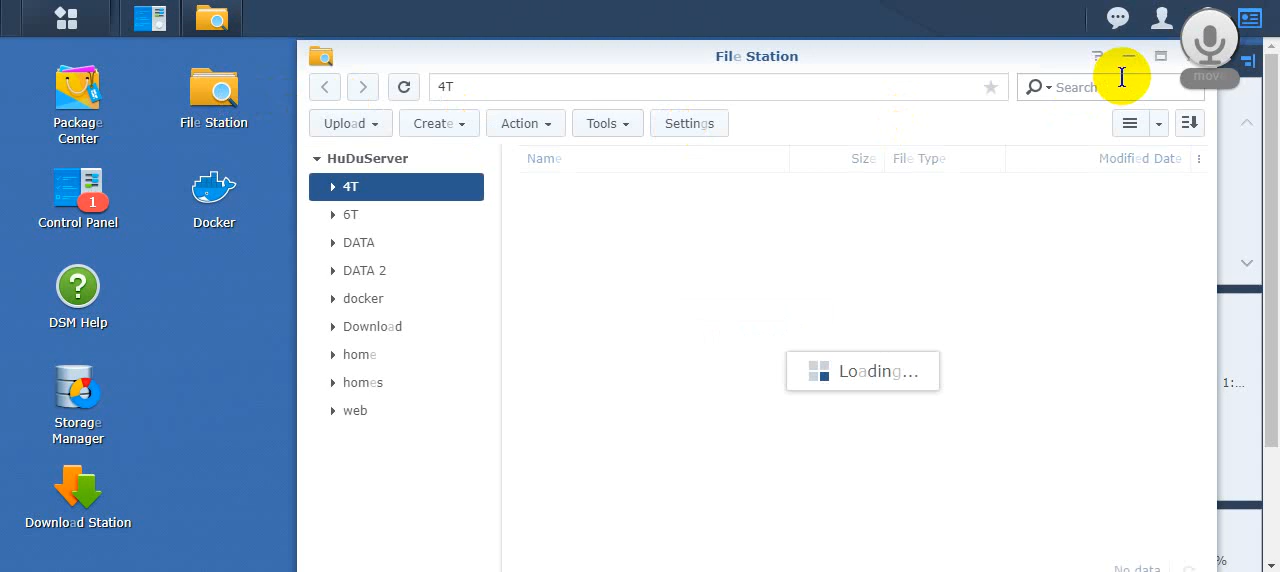 File Station
move
4T
Search
Upload
Create
Action
Tools
Settings
HuDuServer
4T
6T
DATA
DATA 2
docker
Download
home
homes
web
Name
Size
File Type
Modified Date
Loading...
No data
Package
Center
File Station
Control Panel
1
Docker
DSM Help
Storage
Manager
Download Station
1:...
%